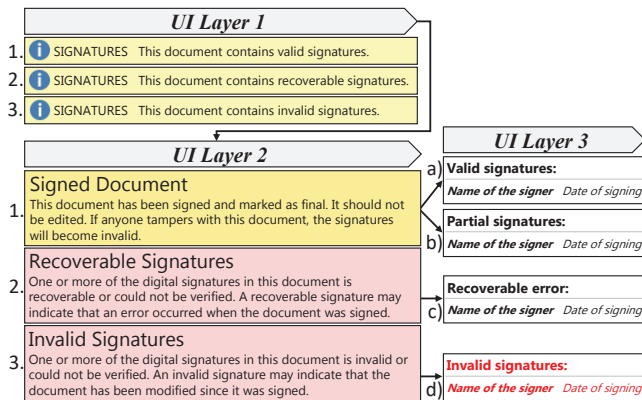 UI Layer 1
1. i SIGNATURES This document contains valid signatures.
2. i SIGNATURES This document contains recoverable signatures.
3. i SIGNATURES This document contains invalid signatures.
UI Layer 2
1. Signed Document
This document has been signed and marked as final. It should not
be edited. If anyone tampers with this document, the signatures
will become invalid.
2. Recoverable Signatures
One or more of the digital signatures in this document is
recoverable or could not be verified. A recoverable signature may
indicate that an error occurred when the document was signed.
3. Invalid Signatures
One or more of the digital signatures in this document is invalid or
could not be verified. An invalid signature may indicate that the
document has been modified since it was signed.
UI Layer 3
a) Valid signatures:
Name of the signer Date of signing
b) Partial signatures:
Name of the signer Date of signing
c) Recoverable error:
Name of the signer Date of signing
d) Invalid signatures:
Name of the signer Date of signing